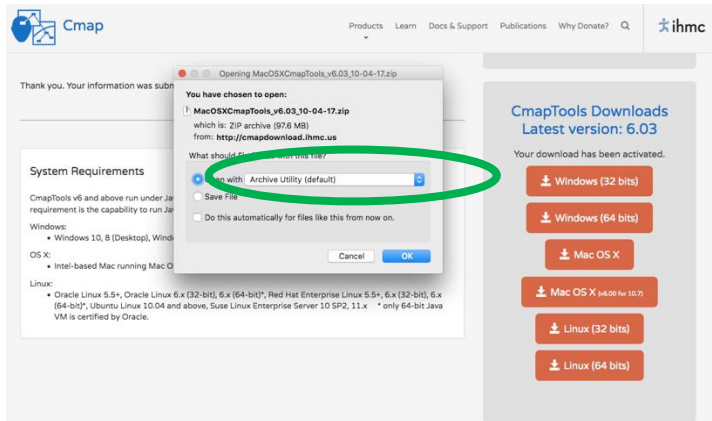 Cmap
Products Learn Docs & Support Publications Why Donate?
ihmc
Thank you. Your information was subm
Opening MacOSXCmapTools_v6.03_10-04-17.zip
You have chosen to open:
MacOSXCmapTools_v6.03_10-04-17.zip
which is: ZIP archive (97.6 MB)
from: http://cmapdownload.ihmc.us
What should Fi with this file?
en with Archive Utility (default)
Save File
Do this automatically for files like this from now on.
Cancel OK
System Requirements
CmapTools v6 and above run under Ja
requirement is the capability to run Ja
Windows:
• Windows 10, 8 (Desktop), Wind
OS X:
• Intel-based Mac running Mac O
Linux:
• Oracle Linux 5.5+, Oracle Linux 6.x (32-bit), 6.x (64-bit)*, Red Hat Enterprise Linux 5.5+, 6.x (32-bit), 6.x
(64-bit)*, Ubuntu Linux 10.04 and above, Suse Linux Enterprise Server 10 SP2, 11.x * only 64-bit Java
VM is certified by Oracle.
CmapTools Downloads
Latest version: 6.03
Your download has been activated.
Windows (32 bits)
Windows (64 bits)
Mac OS X
Mac OS X (v6.00 for 10.7)
Linux (32 bits)
Linux (64 bits)